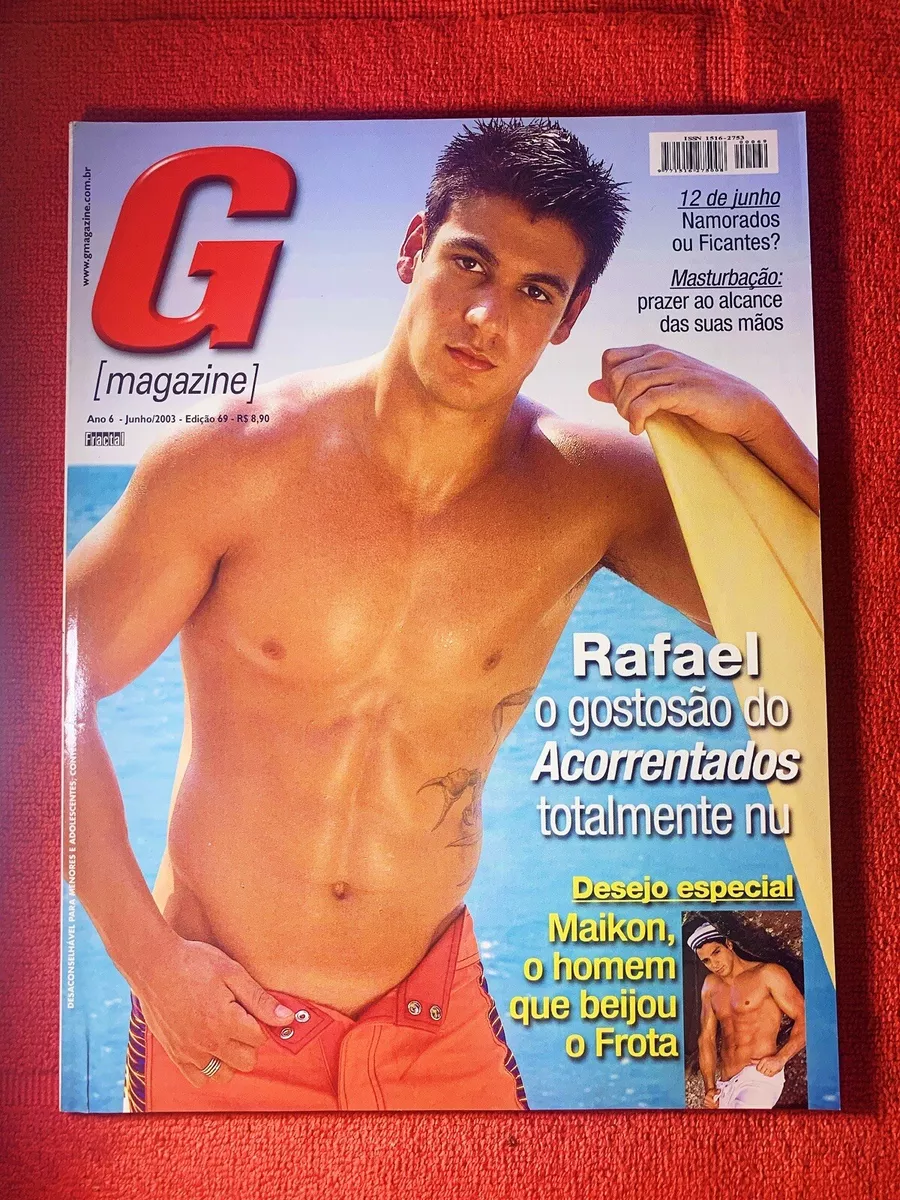 www.gmagazine.com.br
G
[magazine]
Ano 6 - Junho/2003 - Edição 69 - R$ 8,90
Fractal
ISSN 1516-2753
00069
12 de junho
Namorados
ou Ficantes?
Masturbação:
prazer ao alcance
das suas mãos
Rafael
o gostosão do
Acorrentados
totalmente nu
Desejo especial
Maikon,
o homem
que beijou
o Frota
DESACONSELHÁVEL PARA MENORES E ADOLESCENTES;